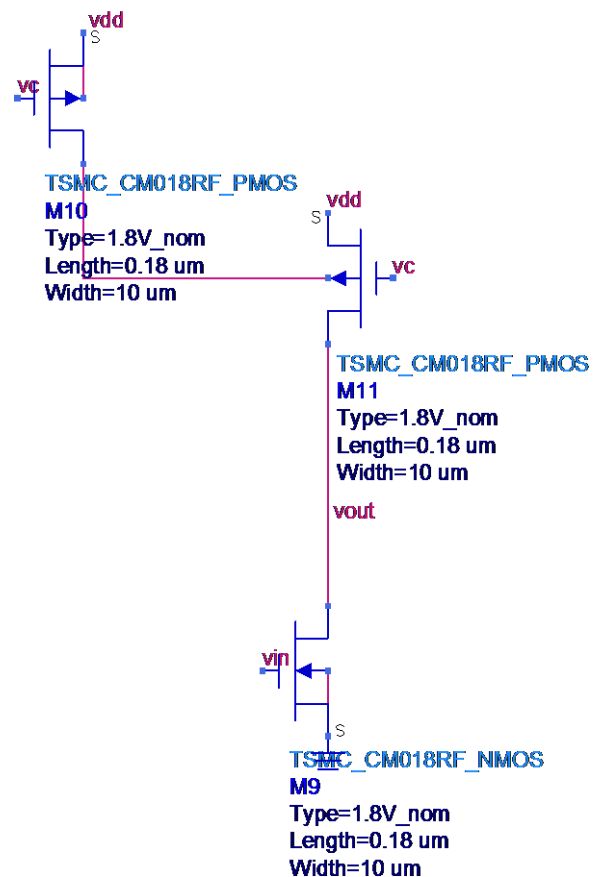 vdd
S
vc
TSMC_CM018RF_PMOS
M10
Type=1.8V_nom
Length=0.18 um
Width=10 um
vdd
S
vc
TSMC_CM018RF_PMOS
M11
Type=1.8V_nom
Length=0.18 um
Width=10 um
vout
vin
S
TSMC_CM018RF_NMOS
M9
Type=1.8V_nom
Length=0.18 um
Width=10 um